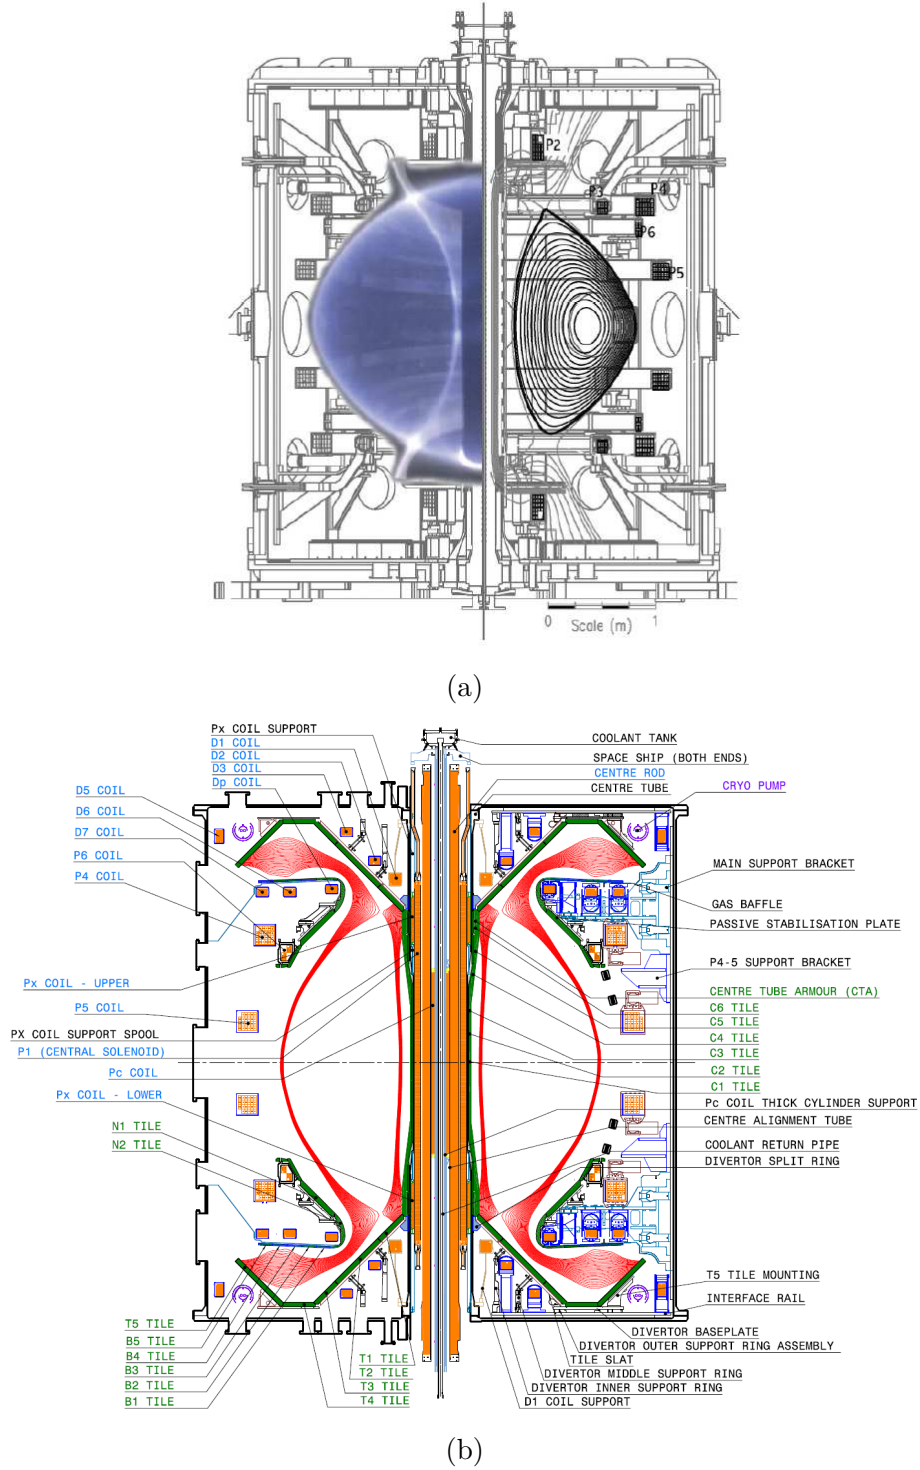 P2
P3
P4
P6
P5
0
1
Scale (m)
(a)
Px COIL SUPPORT
D1 COIL
D2 COIL
D3 COIL
Dp COIL
D5 COIL
D6 COIL
D7 COIL
P6 COIL
P4 COIL
Px COIL - UPPER
P5 COIL
PX COIL SUPPORT SPOOL
P1 (CENTRAL SOLENOID)
Pc COIL
Px COIL - LOWER
N1 TILE
N2 TILE
T5 TILE
B5 TILE
B4 TILE
B3 TILE
B2 TILE
B1 TILE
T1 TILE
T2 TILE
T3 TILE
T4 TILE
COOLANT TANK
SPACE SHIP (BOTH ENDS)
CENTRE ROD
CENTRE TUBE
CRYO PUMP
MAIN SUPPORT BRACKET
GAS BAFFLE
PASSIVE STABILISATION PLATE
P4-5 SUPPORT BRACKET
CENTRE TUBE ARMOUR (CTA)
C6 TILE
C5 TILE
C4 TILE
C3 TILE
C2 TILE
C1 TILE
Pc COIL THICK CYLINDER SUPPORT
CENTRE ALIGNMENT TUBE
COOLANT RETURN PIPE
DIVERTOR SPLIT RING
T5 TILE MOUNTING
INTERFACE RAIL
DIVERTOR BASEPLATE
DIVERTOR OUTER SUPPORT RING ASSEMBLY
TILE SLAT
DIVERTOR MIDDLE SUPPORT RING
DIVERTOR INNER SUPPORT RING
D1 COIL SUPPORT
(b)